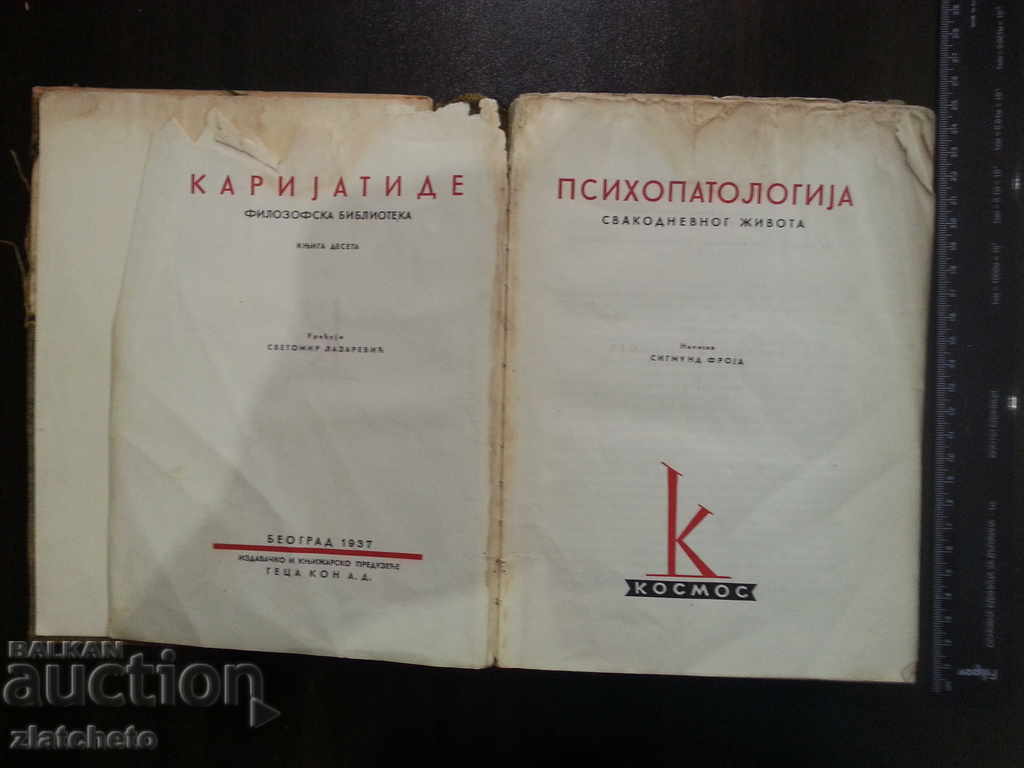 КАРИЈАТИДЕ
ФИЛОЗОФСКА БИБЛИОТЕКА
КЊИГА ДЕСЕТА
Уређује
СВЕТОМИР ЛАЗАРЕВИЋ
БЕОГРАД 1937
ИЗДАВАЧКО И КЊИЖАРСКО ПРЕДУЗЕЋЕ
ГЕЦА КОН А. Д.
ПСИХОПАТОЛОГИЈА
СВАКОДНЕВНОГ ЖИВОТА
Написао
СИГМУНД ФРОЈД
К
КОСМОС
BALKAN
auction
zlatcheto